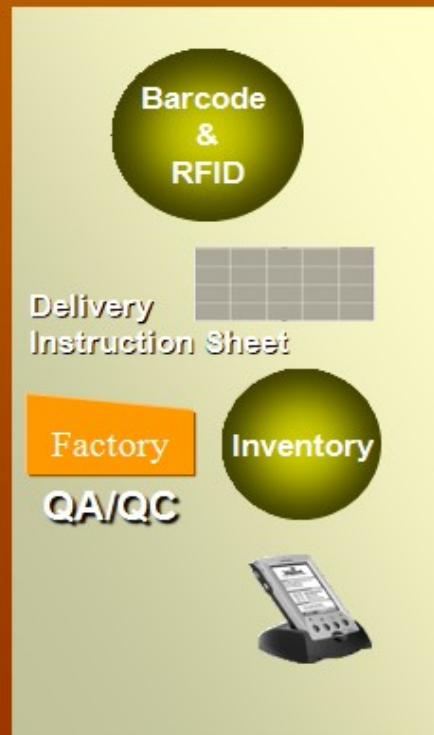 Barcode
&
RFID
Delivery
Instruction Sheet
Factory
Inventory
QA/QC